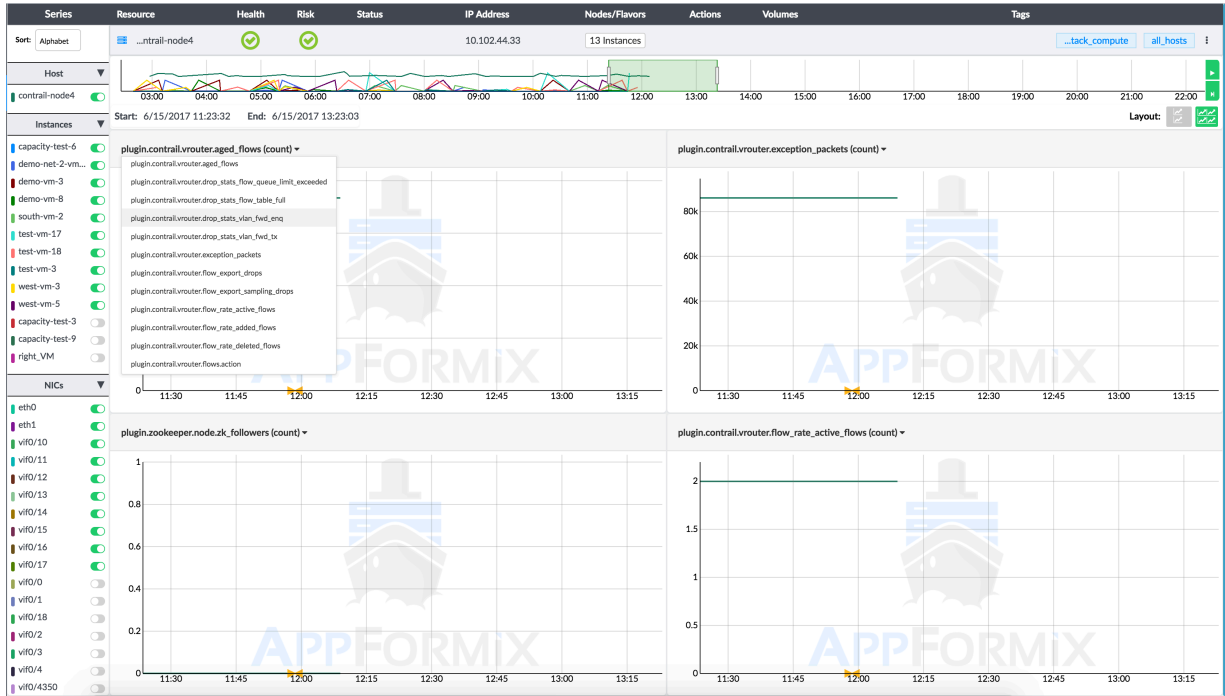 Series Resource Health Risk Status IP Address Nodes/Flavors Actions Volumes Tags
Sort: Alphabet ...ntrail-node4 10.102.44.33 13 Instances ...tack_compute all_hosts
Host
contrail-node4
03:00 04:00 05:00 06:00 07:00 08:00 09:00 10:00 11:00 12:00 13:00 14:00 15:00 16:00 17:00 18:00 19:00 20:00 21:00 22:00
Start: 6/15/2017 11:23:32 End: 6/15/2017 13:23:03 Layout:
Instances
capacity-test-6
demo-net-2-vm...
demo-vm-3
demo-vm-8
south-vm-2
test-vm-17
test-vm-18
test-vm-3
west-vm-3
west-vm-5
capacity-test-3
capacity-test-9
right_VM
NICs
eth0
eth1
vif0/10
vif0/11
vif0/12
vif0/13
vif0/14
vif0/15
vif0/16
vif0/17
vif0/0
vif0/1
vif0/18
vif0/2
vif0/3
vif0/4
vif0/4350
plugin.contrail.vrouter.aged_flows (count)
plugin.contrail.vrouter.aged_flows
plugin.contrail.vrouter.drop_stats_flow_queue_limit_exceeded
plugin.contrail.vrouter.drop_stats_flow_table_full
plugin.contrail.vrouter.drop_stats_vlan_fwd_enq
plugin.contrail.vrouter.drop_stats_vlan_fwd_tx
plugin.contrail.vrouter.exception_packets
plugin.contrail.vrouter.flow_export_drops
plugin.contrail.vrouter.flow_export_sampling_drops
plugin.contrail.vrouter.flow_rate_active_flows
plugin.contrail.vrouter.flow_rate_added_flows
plugin.contrail.vrouter.flow_rate_deleted_flows
plugin.contrail.vrouter.flows.action
PPFORMIX
0
11:30 11:45 12:00 12:15 12:30 12:45 13:00 13:15
plugin.contrail.vrouter.exception_packets (count)
80k
60k
40k
20k
APPFORMIX
0
11:30 11:45 12:00 12:15 12:30 12:45 13:00 13:15
plugin.zookeeper.node.zk_followers (count)
1
0.8
0.6
0.4
0.2
APPFORMIX
0
11:30 11:45 12:00 12:15 12:30 12:45 13:00 13:15
plugin.contrail.vrouter.flow_rate_active_flows (count)
2
1.5
1
0.5
APPFORMIX
0
11:30 11:45 12:00 12:15 12:30 12:45 13:00 13:15